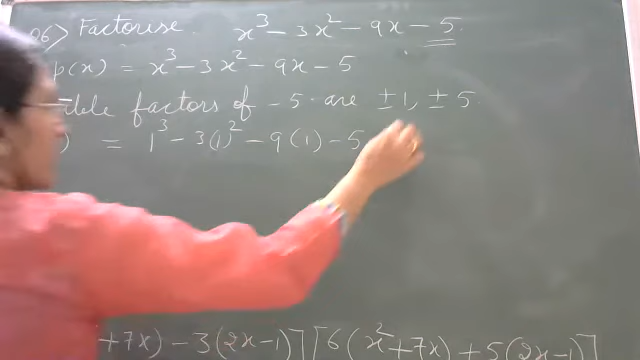 Q6> Factorise. x³ - 3x² - 9x - 5
p(x) = x³ - 3x² - 9x - 5
factors of -5 are ±1, ±5.
) = 1³ - 3(1)² - 9(1) - 5
+7x) - 3(2x-1)] [6(x²+7x) + 5(2x-1)]